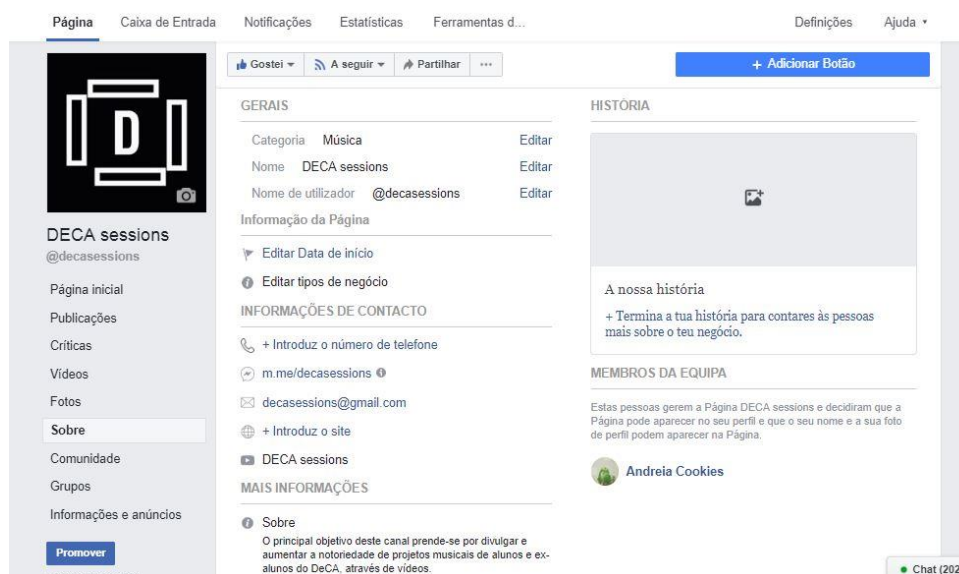 Página Caixa de Entrada Notificações Estatísticas Ferramentas d... Definições Ajuda
Gostei A seguir Partilhar ... + Adicionar Botão
D
DECA sessions
@decasessions
Página inicial
Publicações
Críticas
Vídeos
Fotos
Sobre
Comunidade
Grupos
Informações e anúncios
Promover
GERAIS
Categoria Música Editar
Nome DECA sessions Editar
Nome de utilizador @decasessions Editar
Informação da Página
Editar Data de início
Editar tipos de negócio
INFORMAÇÕES DE CONTACTO
+ Introduz o número de telefone
m.me/decasessions
decasessions@gmail.com
+ Introduz o site
DECA sessions
MAIS INFORMAÇÕES
Sobre
O principal objetivo deste canal prende-se por divulgar e
aumentar a notoriedade de projetos musicais de alunos e ex-
alunos do DeCA, através de vídeos.
HISTÓRIA
A nossa história
+ Termina a tua história para contares às pessoas
mais sobre o teu negócio.
MEMBROS DA EQUIPA
Estas pessoas gerem a Página DECA sessions e decidiram que a
Página pode aparecer no seu perfil e que o seu nome e a sua foto
de perfil podem aparecer na Página.
Andreia Cookies
Chat (202